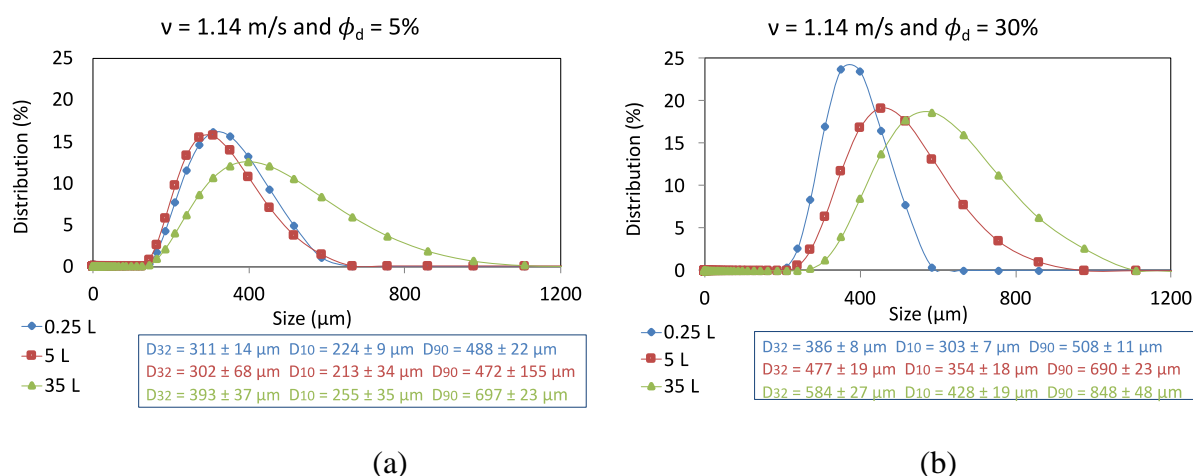 ν = 1.14 m/s and ϕd = 5%
Distribution (%)
25
20
15
10
5
0
0 400 800 1200
Size (μm)
0.25 L
5 L
35 L
D32 = 311 ± 14 μm D10 = 224 ± 9 μm D90 = 488 ± 22 μm
D32 = 302 ± 68 μm D10 = 213 ± 34 μm D90 = 472 ± 155 μm
D32 = 393 ± 37 μm D10 = 255 ± 35 μm D90 = 697 ± 23 μm
(a)
ν = 1.14 m/s and ϕd = 30%
Distribution (%)
25
20
15
10
5
0
0 400 800 1200
Size (μm)
0.25 L
5 L
35 L
D32 = 386 ± 8 μm D10 = 303 ± 7 μm D90 = 508 ± 11 μm
D32 = 477 ± 19 μm D10 = 354 ± 18 μm D90 = 690 ± 23 μm
D32 = 584 ± 27 μm D10 = 428 ± 19 μm D90 = 848 ± 48 μm
(b)